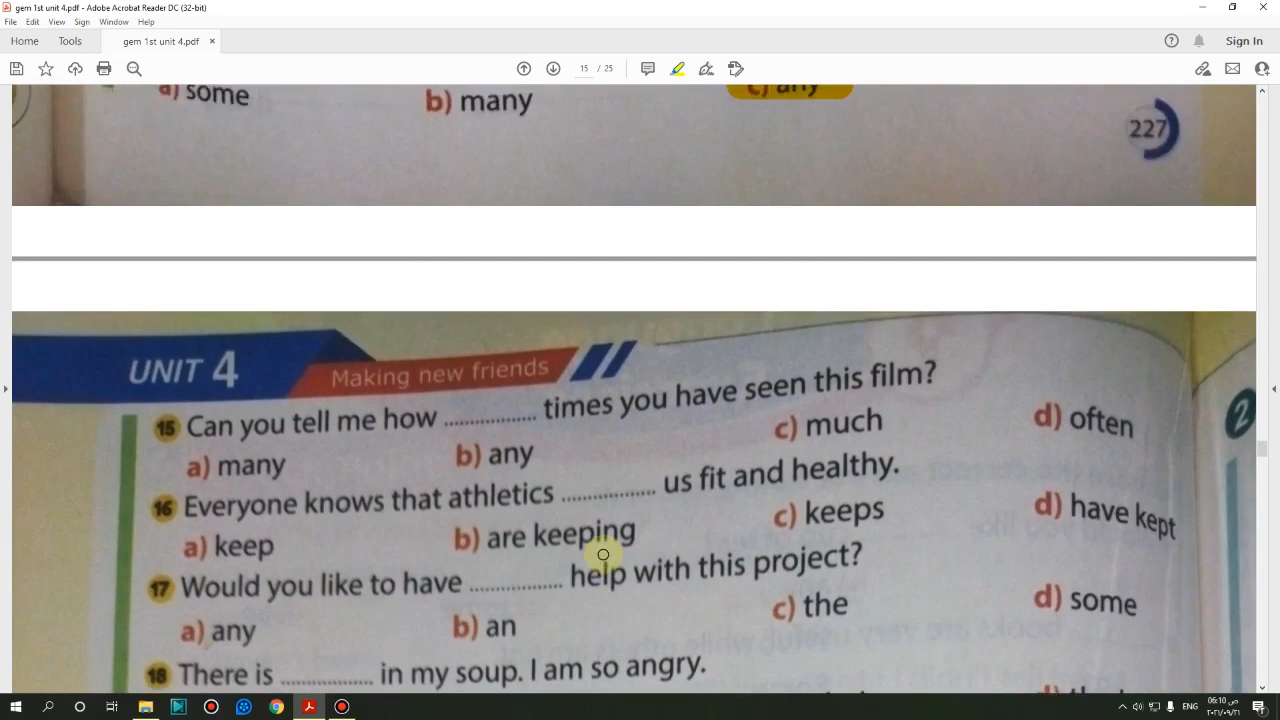 gem 1st unit 4.pdf - Adobe Acrobat Reader DC (32-bit)
File Edit View Sign Window Help
Home Tools gem 1st unit 4.pdf × Sign In
15 / 25
a) some b) many c) any
227
UNIT 4 Making new friends
15 Can you tell me how ............... times you have seen this film?
a) many b) any c) much d) often
16 Everyone knows that athletics ............... us fit and healthy.
a) keep b) are keeping c) keeps d) have kept
17 Would you like to have ............... help with this project?
a) any b) an c) the d) some
18 There is ............... in my soup. I am so angry.
2
ENG
06:10 ص